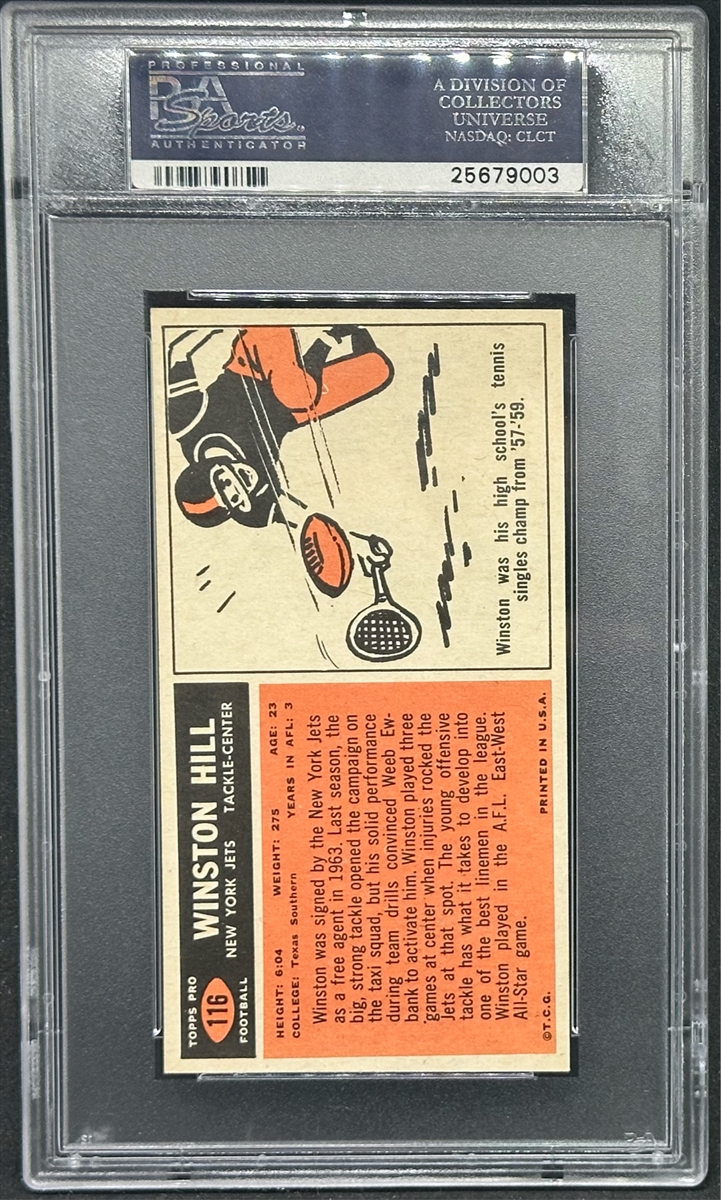 PROFESSIONAL
PSA
Sports.
AUTHENTICATOR
A DIVISION OF
COLLECTORS
UNIVERSE
NASDAQ: CLCT
25679003
TOPPS PRO
116
FOOTBALL
WINSTON HILL
NEW YORK JETS TACKLE-CENTER
HEIGHT: 6:04 WEIGHT: 275 AGE: 23
COLLEGE: Texas Southern YEARS IN AFL: 3
Winston was signed by the New York Jets
as a free agent in 1963. Last season, the
big, strong tackle opened the campaign on
the taxi squad, but his solid performance
during team drills convinced Weeb Ew-
bank to activate him. Winston played three
games at center when injuries rocked the
Jets at that spot. The young offensive
tackle has what it takes to develop into
one of the best linemen in the league.
Winston played in the A.F.L. East-West
All-Star game.
©T.C.G. PRINTED IN U.S.A.
Winston was his high school's tennis
singles champ from '57-'59.
PSA